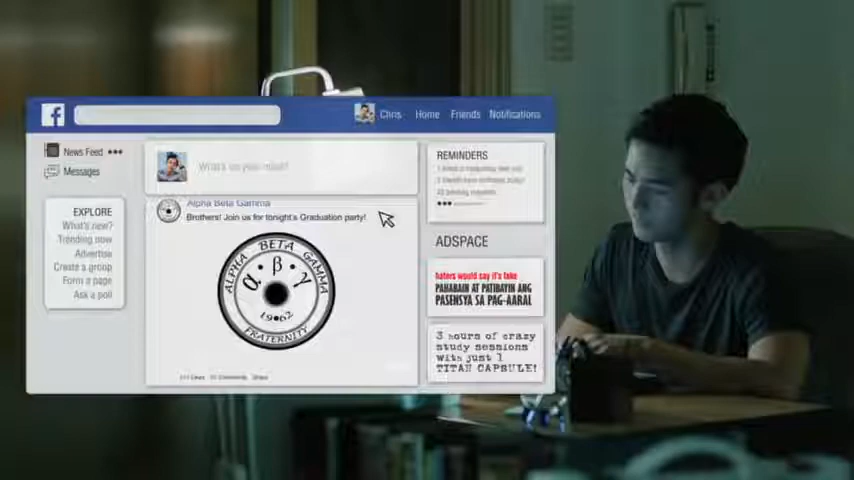 f
Chris Home Friends Notifications
News Feed
Messages
What's on your mind?
EXPLORE
What's new?
Trending now
Advertise
Create a group
Form a page
Ask a poll
Alpha Beta Gamma
Brothers! Join us for tonight's Graduation party!
ALPHA BETA GAMMA
α β γ
1962
FRATERNITY
REMINDERS
ADSPACE
haters would say it's fake
PAHABAIN AT PATIBAYIN ANG
PASENSYA SA PAG-AARAL
3 hours of crazy
study sessions
with just 1
TITAN CAPSULE!